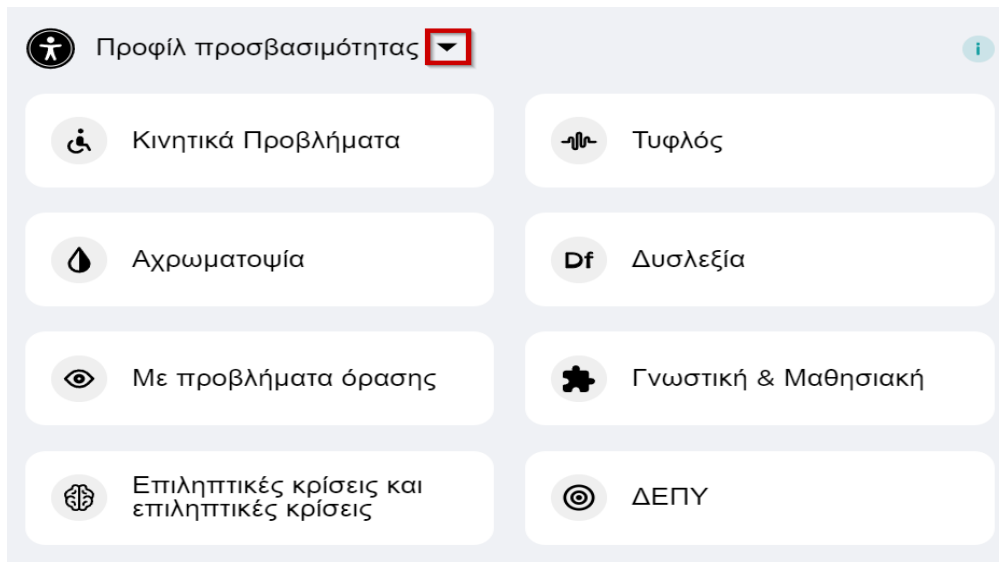 Προφίλ προσβασιμότητας
i
Κινητικά Προβλήματα
Τυφλός
Αχρωματοψία
Df Δυσλεξία
Με προβλήματα όρασης
Γνωστική & Μαθησιακή
Επιληπτικές κρίσεις και
επιληπτικές κρίσεις
ΔΕΠΥ